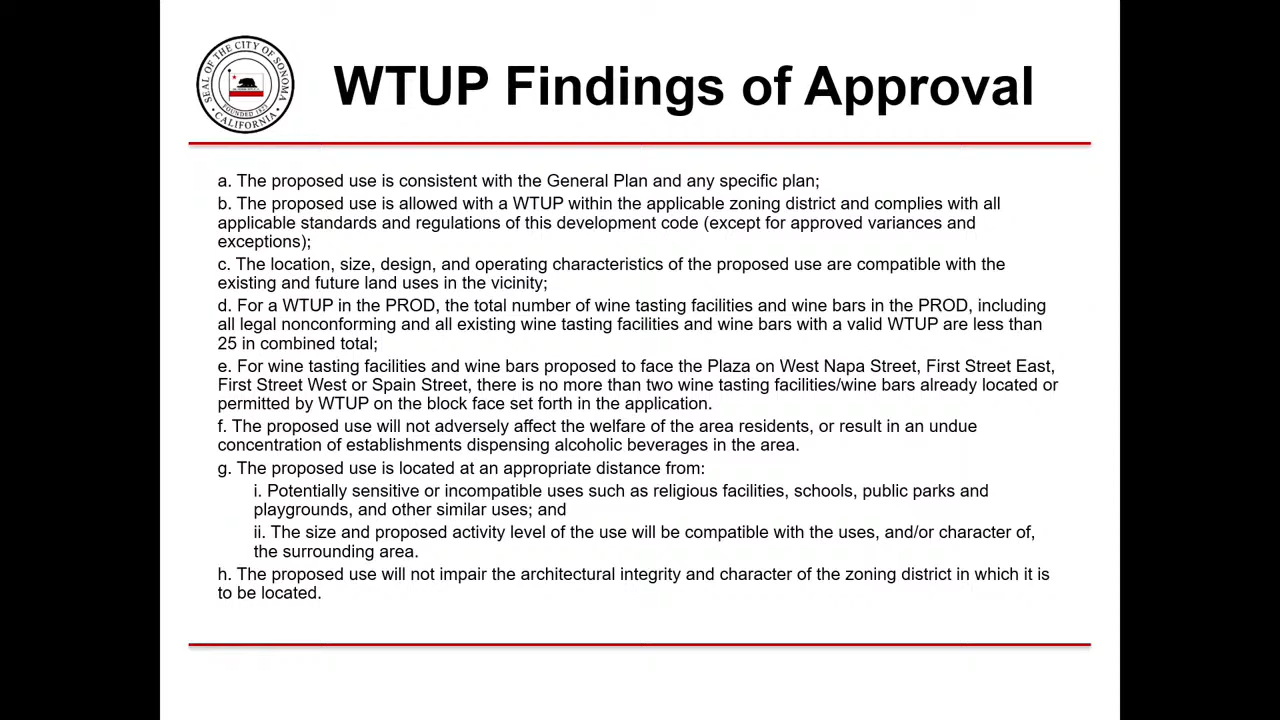 SEAL OF THE CITY OF SONOMA
FOUNDED 1823
CALIFORNIA
WTUP Findings of Approval
a. The proposed use is consistent with the General Plan and any specific plan;
b. The proposed use is allowed with a WTUP within the applicable zoning district and complies with all
applicable standards and regulations of this development code (except for approved variances and
exceptions);
c. The location, size, design, and operating characteristics of the proposed use are compatible with the
existing and future land uses in the vicinity;
d. For a WTUP in the PROD, the total number of wine tasting facilities and wine bars in the PROD, including
all legal nonconforming and all existing wine tasting facilities and wine bars with a valid WTUP are less than
25 in combined total;
e. For wine tasting facilities and wine bars proposed to face the Plaza on West Napa Street, First Street East,
First Street West or Spain Street, there is no more than two wine tasting facilities/wine bars already located or
permitted by WTUP on the block face set forth in the application.
f. The proposed use will not adversely affect the welfare of the area residents, or result in an undue
concentration of establishments dispensing alcoholic beverages in the area.
g. The proposed use is located at an appropriate distance from:
i. Potentially sensitive or incompatible uses such as religious facilities, schools, public parks and
playgrounds, and other similar uses; and
ii. The size and proposed activity level of the use will be compatible with the uses, and/or character of,
the surrounding area.
h. The proposed use will not impair the architectural integrity and character of the zoning district in which it is
to be located.